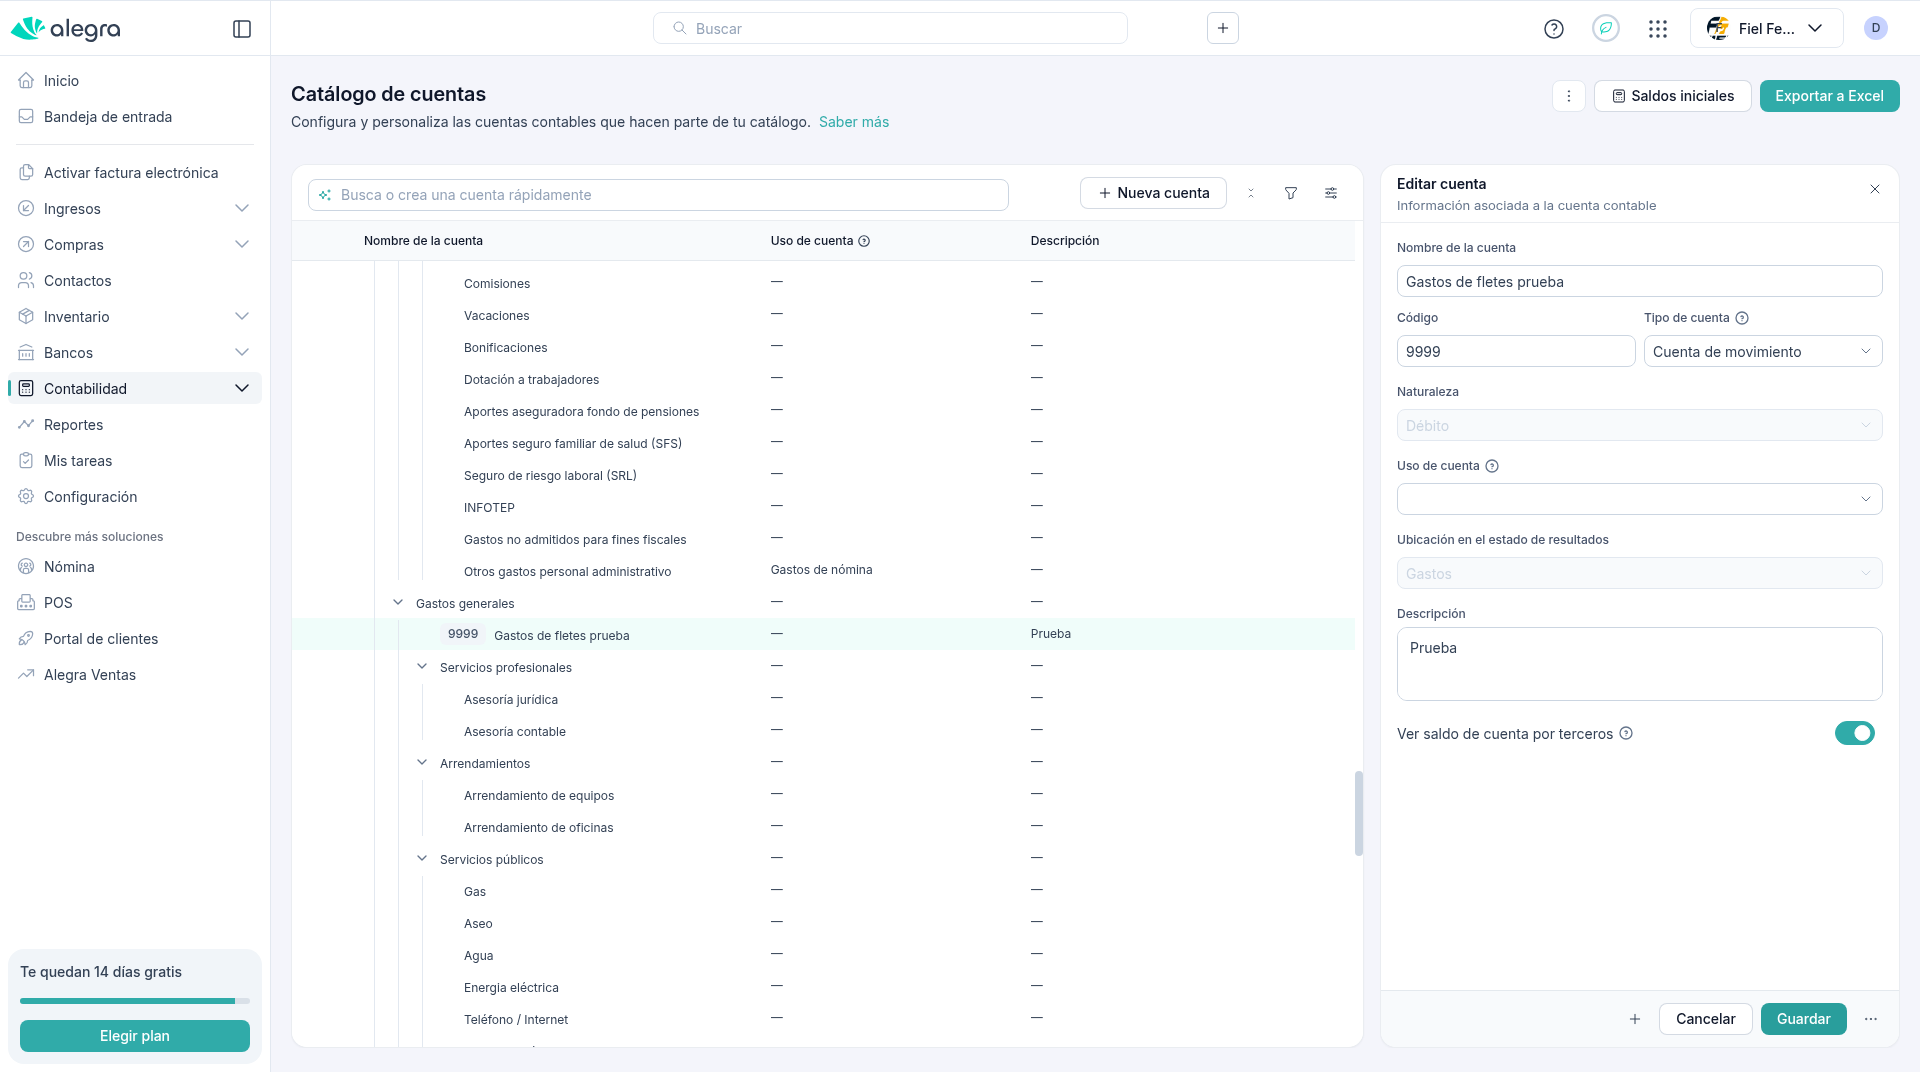 alegra
Buscar
Fiel Fe...
D
Inicio
Bandeja de entrada
Activar factura electrónica
Ingresos
Compras
Contactos
Inventario
Bancos
Contabilidad
Reportes
Mis tareas
Configuración
Descubre más soluciones
Nómina
POS
Portal de clientes
Alegra Ventas
Te quedan 14 días gratis
Elegir plan
Catálogo de cuentas
Configura y personaliza las cuentas contables que hacen parte de tu catálogo. Saber más
Saldos iniciales
Exportar a Excel
Busca o crea una cuenta rápidamente
Nueva cuenta
Nombre de la cuenta Uso de cuenta Descripción
Comisiones — —
Vacaciones — —
Bonificaciones — —
Dotación a trabajadores — —
Aportes aseguradora fondo de pensiones — —
Aportes seguro familiar de salud (SFS) — —
Seguro de riesgo laboral (SRL) — —
INFOTEP — —
Gastos no admitidos para fines fiscales — —
Otros gastos personal administrativo Gastos de nómina —
Gastos generales — —
9999 Gastos de fletes prueba — Prueba
Servicios profesionales — —
Asesoría jurídica — —
Asesoría contable — —
Arrendamientos — —
Arrendamiento de equipos — —
Arrendamiento de oficinas — —
Servicios públicos — —
Gas — —
Aseo — —
Agua — —
Energia eléctrica — —
Teléfono / Internet — —
Editar cuenta
Información asociada a la cuenta contable
Nombre de la cuenta
Gastos de fletes prueba
Código Tipo de cuenta
9999 Cuenta de movimiento
Naturaleza
Débito
Uso de cuenta
Ubicación en el estado de resultados
Gastos
Descripción
Prueba
Ver saldo de cuenta por terceros
Cancelar
Guardar